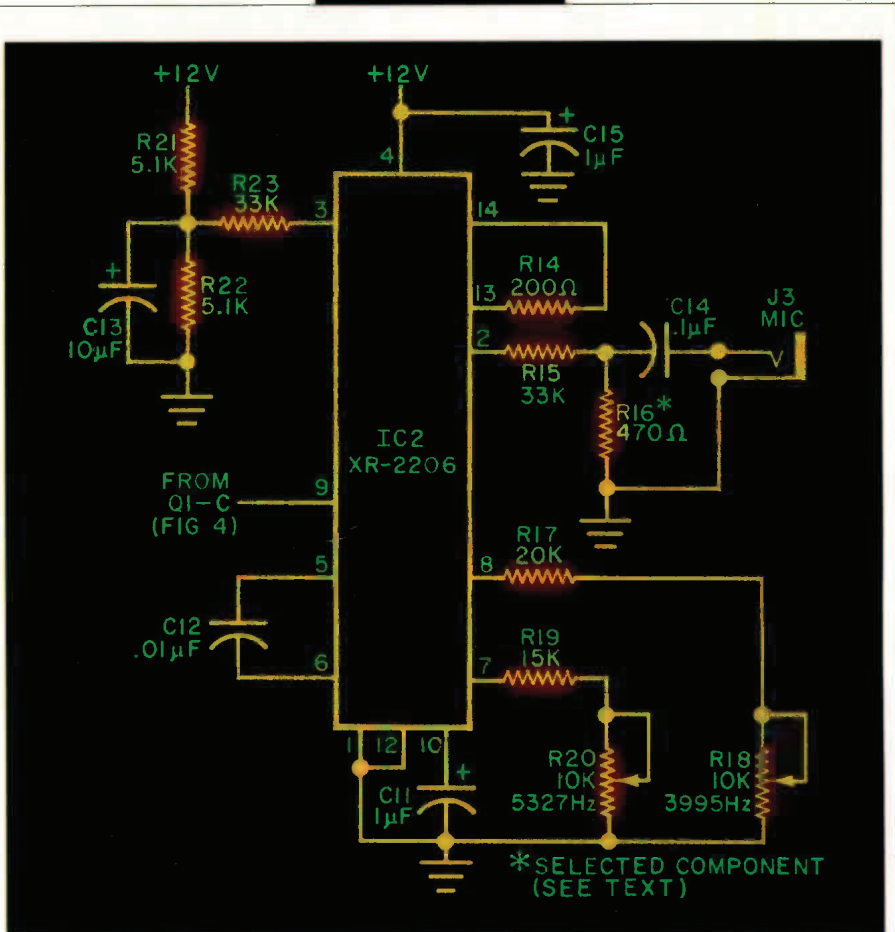 +12V
+12V
R21
5.1K
C15
1µF
+
4
R23
33K
3
14
R14
200Ω
13
+
R22
5.1K
C13
10µF
C14
.1µF
J3
MIC
2
R15
33K
R16*
470Ω
IC2
XR-2206
FROM
Q1-C
(FIG 4)
9
R17
20K
8
5
C12
.01µF
6
R19
15K
7
1
12
10
+
C11
1µF
R20
10K
5327Hz
R18
10K
3995Hz
*SELECTED COMPONENT
(SEE TEXT)